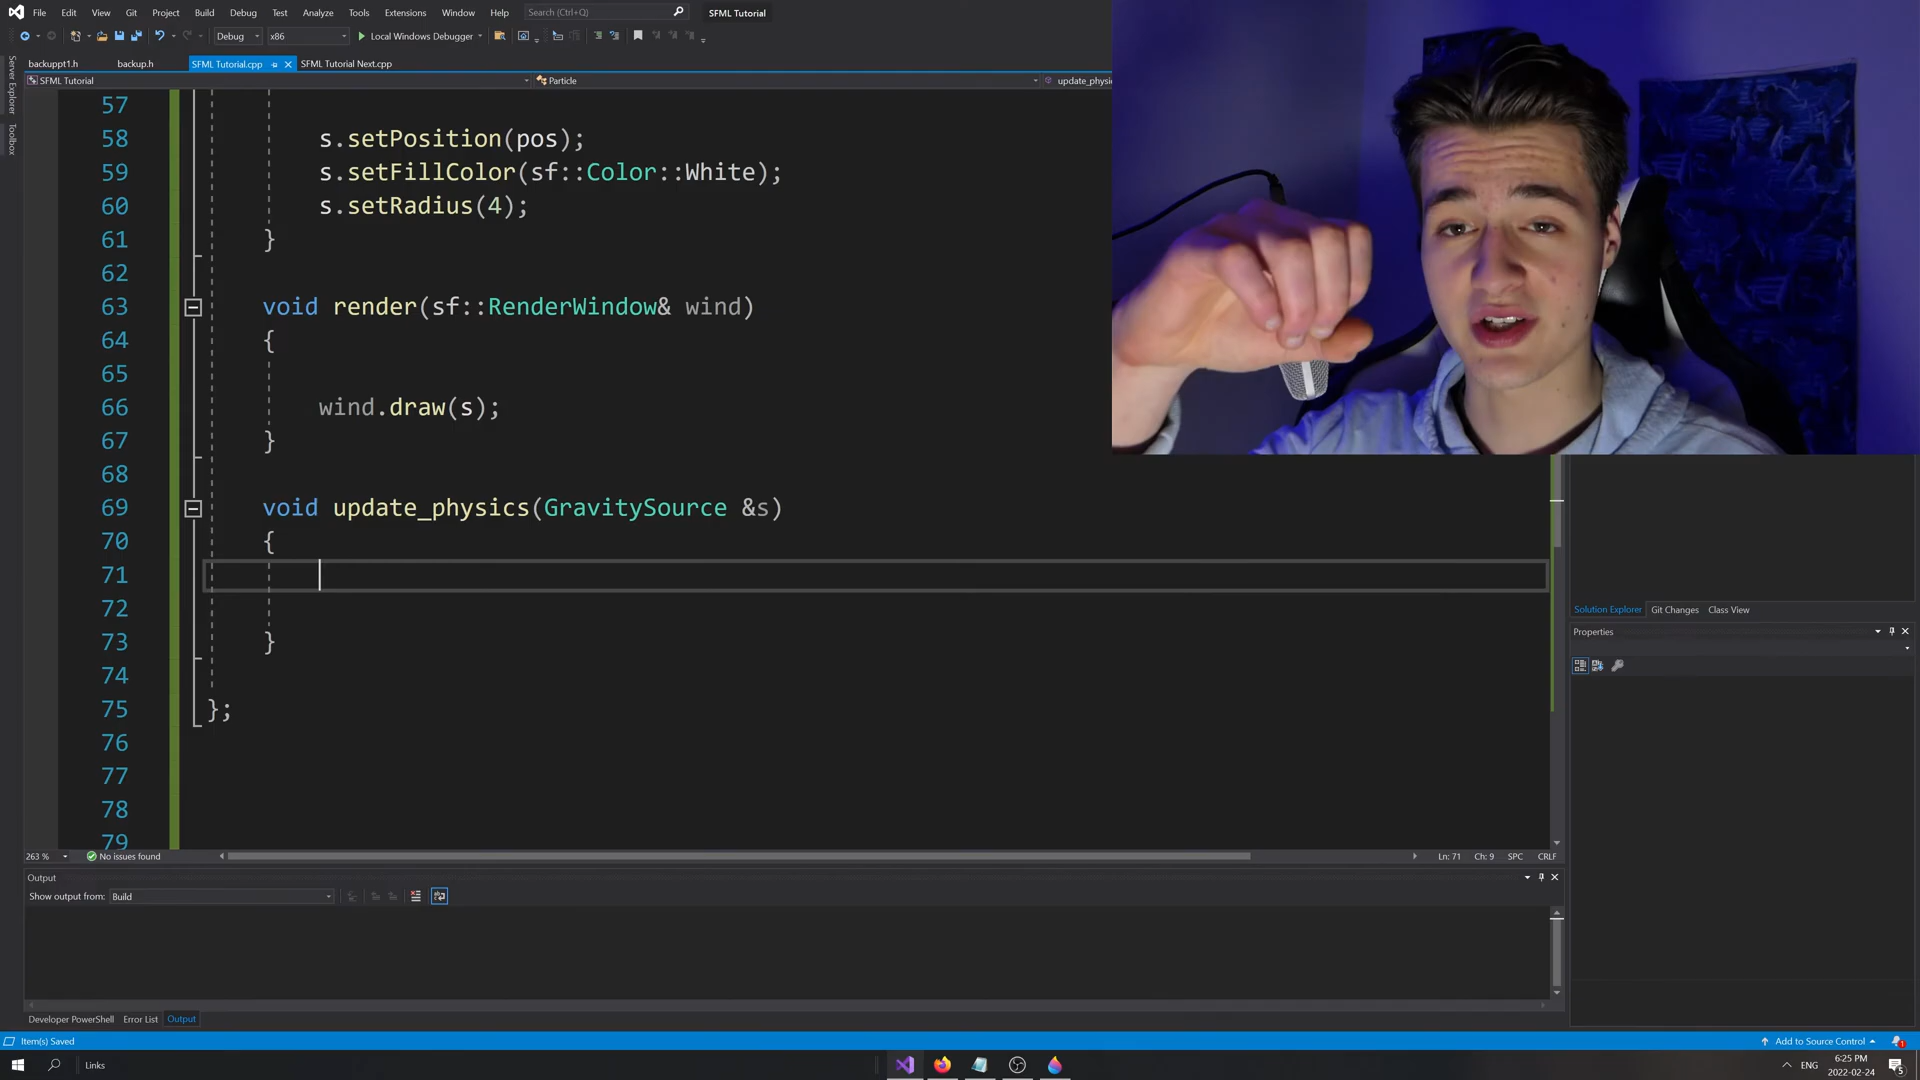 File Edit View Git Project Build Debug Test Analyze Tools Extensions Window Help Search (Ctrl+Q) SFML Tutorial
Debug x86 Local Windows Debugger
Server Explorer
Toolbox
backuppt1.h backup.h SFML Tutorial.cpp SFML Tutorial Next.cpp
SFML Tutorial Particle update_physi
57
58 s.setPosition(pos);
59 s.setFillColor(sf::Color::White);
60 s.setRadius(4);
61 }
62
63 void render(sf::RenderWindow& wind)
64 {
65
66 wind.draw(s);
67 }
68
69 void update_physics(GravitySource &s)
70 {
71
72
73 }
74
75 };
76
77
78
79
263 % No issues found Ln: 71 Ch: 9 SPC CRLF
Solution Explorer Git Changes Class View
Properties
Output
Show output from: Build
Developer PowerShell Error List Output
Item(s) Saved Add to Source Control 1
Links ENG 6:25 PM
2022-02-24 5